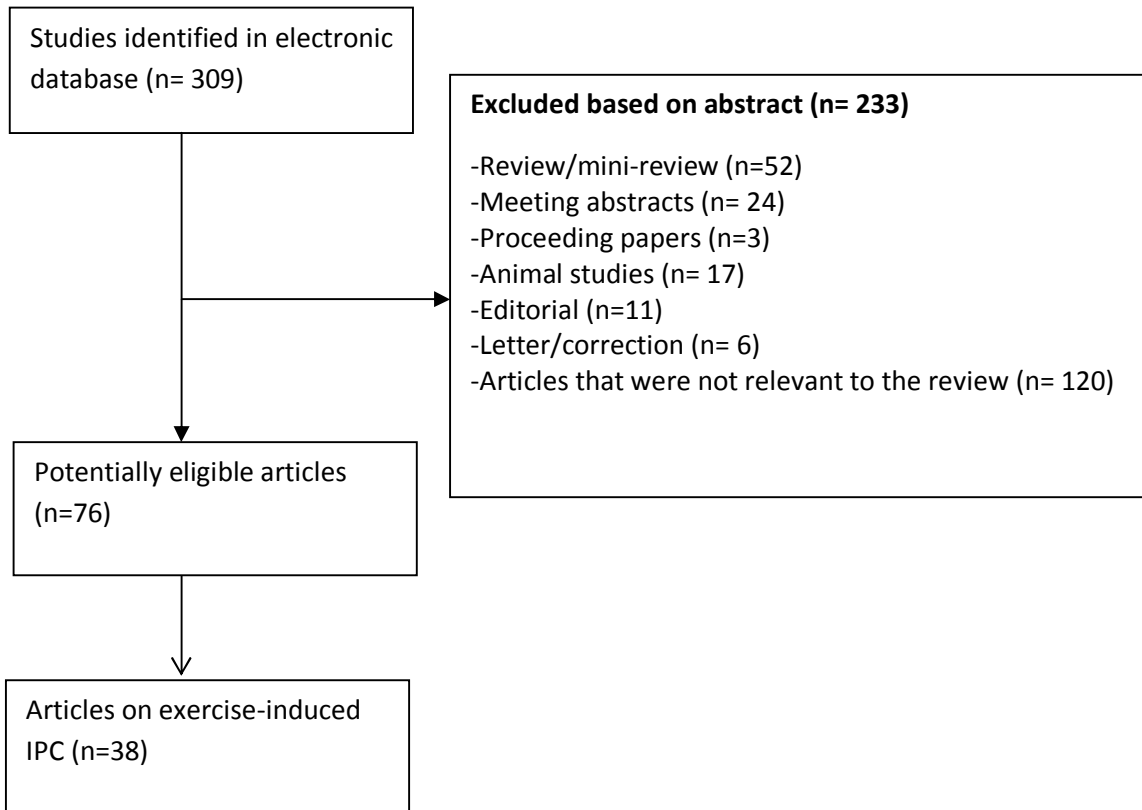 Studies identified in electronic
database (n= 309)
Excluded based on abstract (n= 233)
-Review/mini-review (n=52)
-Meeting abstracts (n= 24)
-Proceeding papers (n=3)
-Animal studies (n= 17)
-Editorial (n=11)
-Letter/correction (n= 6)
-Articles that were not relevant to the review (n= 120)
Potentially eligible articles
(n=76)
Articles on exercise-induced
IPC (n=38)